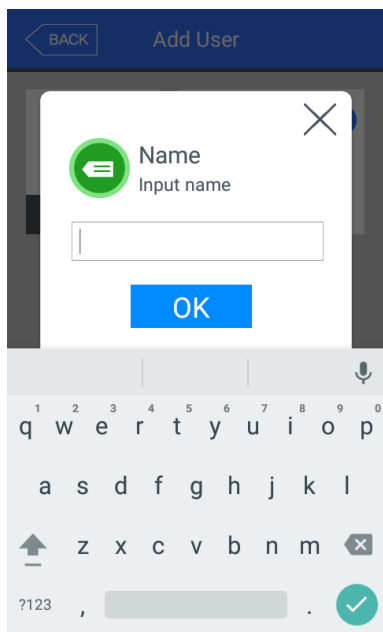 BACK
Add User
Name
Input name
OK
1 2 3 4 5 6 7 8 9 0
q w e r t y u i o p
a s d f g h j k l
z x c v b n m
?123 , .